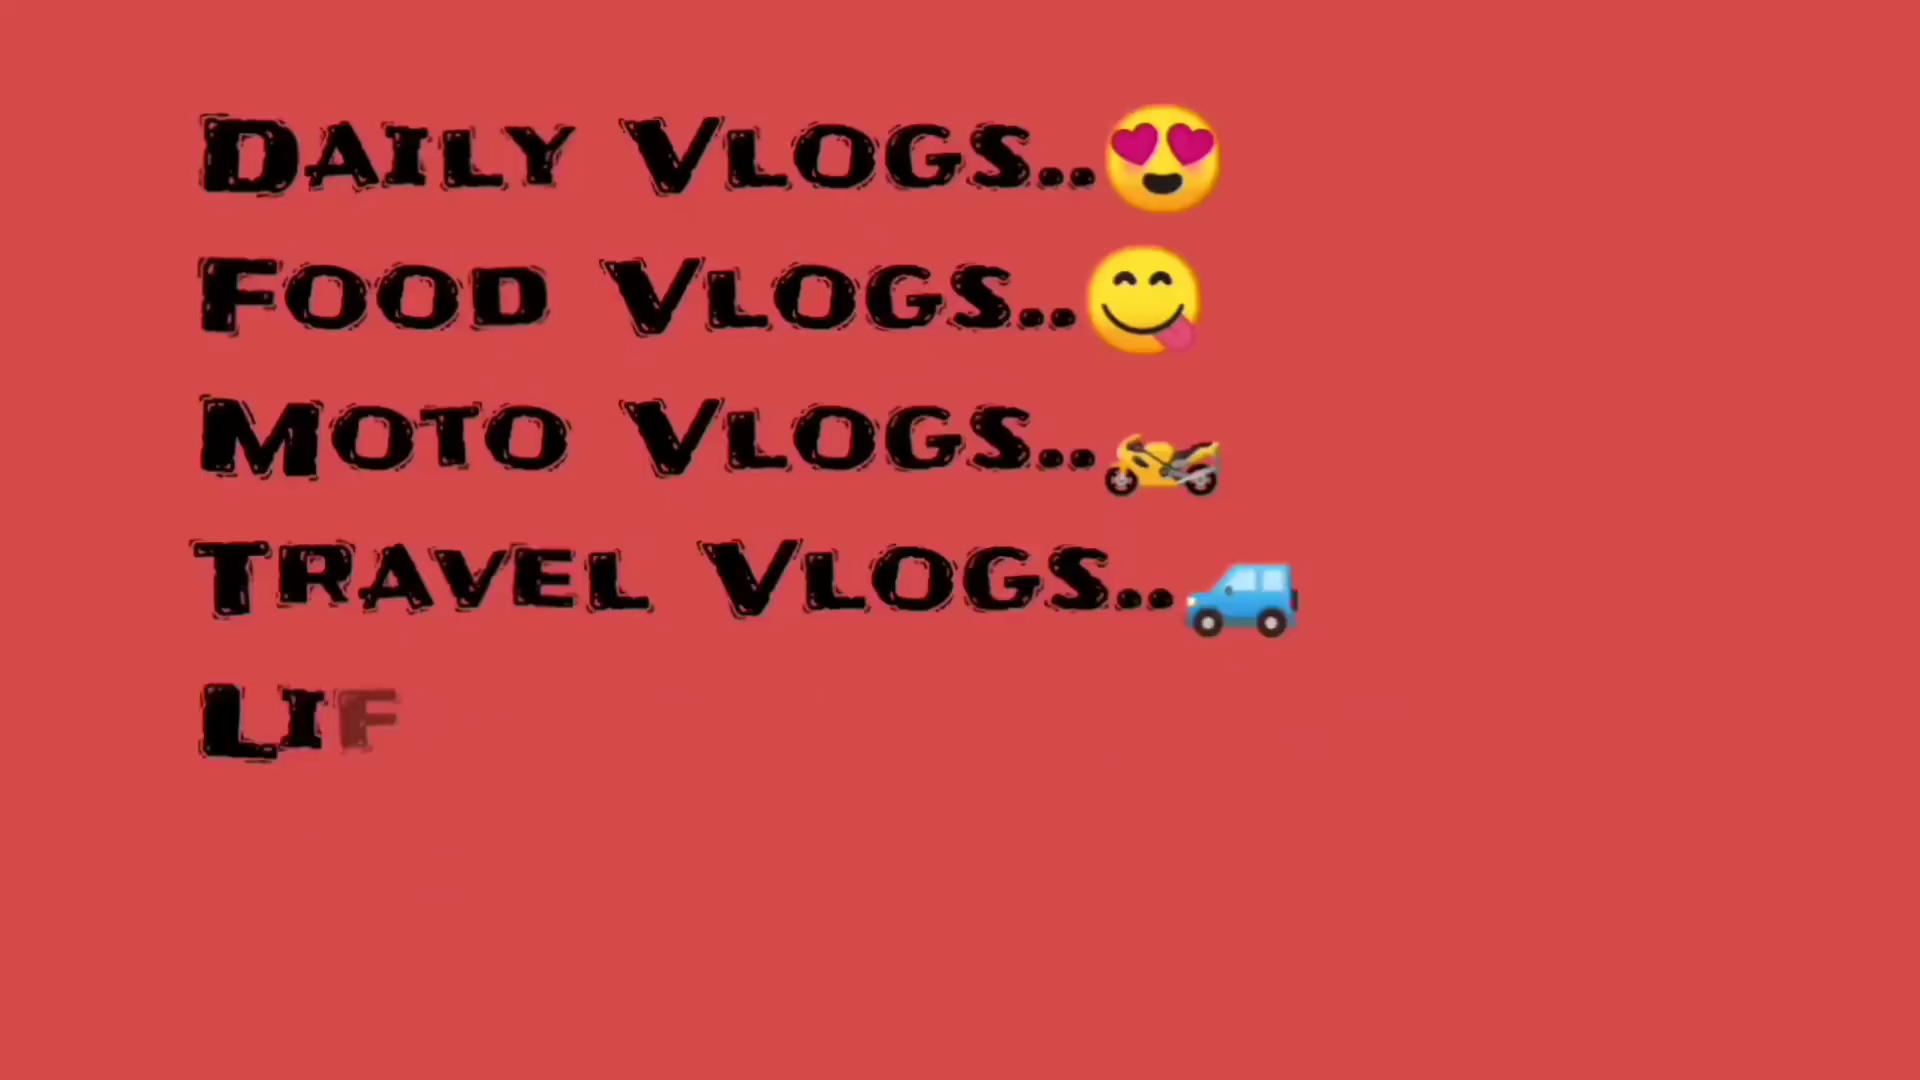 Daily Vlogs..😍
Food Vlogs..😋
Moto Vlogs..🏍
Travel Vlogs..🚙
Lif